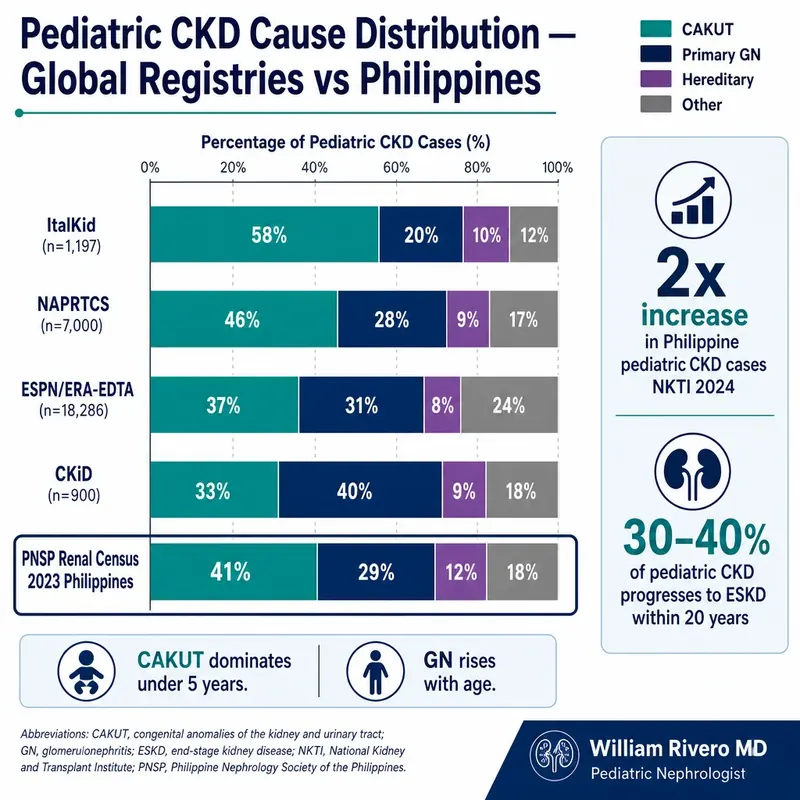 Pediatric CKD Cause Distribution —
Global Registries vs Philippines
CAKUT
Primary GN
Hereditary
Other
Percentage of Pediatric CKD Cases (%)
0% 20% 40% 60% 80% 100%
ItalKid
(n=1,197)
58% 20% 10% 12%
NAPRTCS
(n=7,000)
46% 28% 9% 17%
ESPN/ERA-EDTA
(n=18,286)
37% 31% 8% 24%
CKiD
(n=900)
33% 40% 9% 18%
PNSP Renal Census
2023 Philippines
41% 29% 12% 18%
2x
increase
in Philippine
pediatric CKD cases
NKTI 2024
30–40%
of pediatric CKD
progresses to ESKD
within 20 years
CAKUT dominates
under 5 years.
GN rises
with age.
Abbreviations: CAKUT, congenital anomalies of the kidney and urinary tract;
GN, glomerulonephritis; ESKD, end-stage kidney disease; NKTI, National Kidney
and Transplant Institute; PNSP, Philippine Nephrology Society of the Philippines.
William Rivero MD
Pediatric Nephrologist